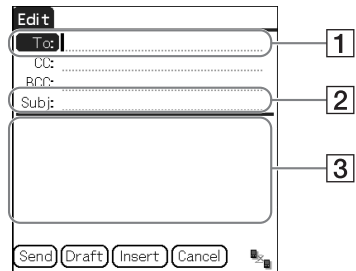 Edit
To: 1
CC:
BCC:
Subj: 2
3
Send Draft Insert Cancel